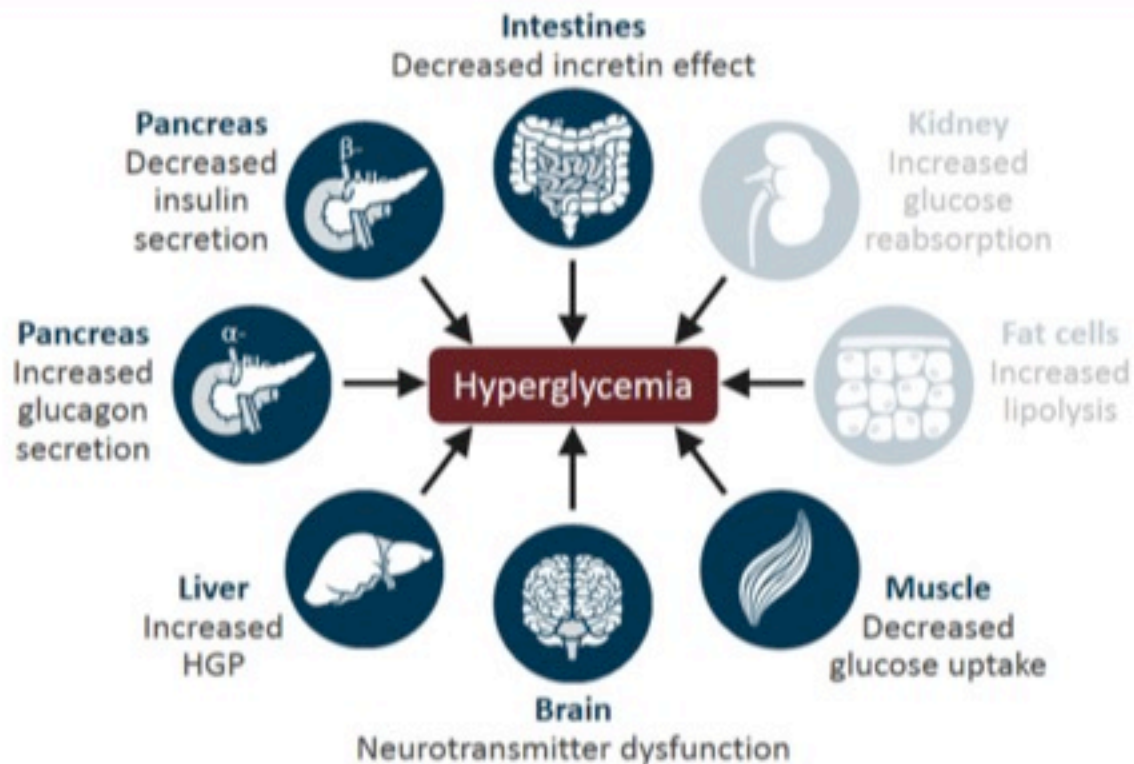 Intestines
Decreased incretin effect
Pancreas
Decreased
insulin
secretion
β-
Kidney
Increased
glucose
reabsorption
Pancreas
Increased
glucagon
secretion
α-
Hyperglycemia
Fat cells
Increased
lipolysis
Liver
Increased
HGP
Brain
Neurotransmitter dysfunction
Muscle
Decreased
glucose uptake